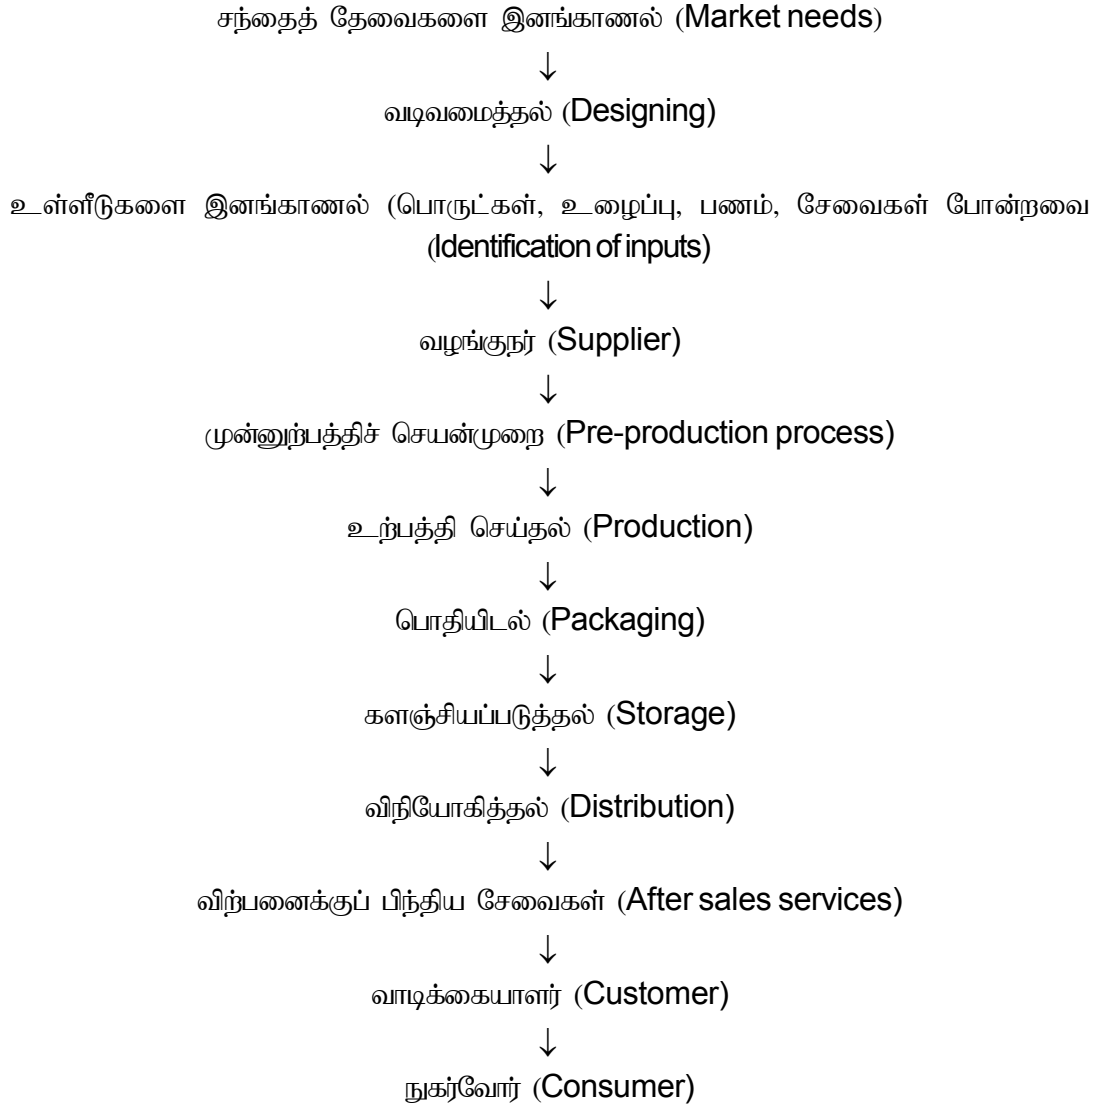 சந்தைத் தேவைகளை இனங்காணல் (Market needs)
↓
வடிவமைத்தல் (Designing)
↓
உள்ளீடுகளை இனங்காணல் (பொருட்கள், உழைப்பு, பணம், சேவைகள் போன்றவை
(Identification of inputs)
↓
வழங்குநர் (Supplier)
↓
முன்னுற்பத்திச் செயன்முறை (Pre-production process)
↓
உற்பத்தி செய்தல் (Production)
↓
பொதியிடல் (Packaging)
↓
களஞ்சியப்படுத்தல் (Storage)
↓
விநியோகித்தல் (Distribution)
↓
விற்பனைக்குப் பிந்திய சேவைகள் (After sales services)
↓
வாடிக்கையாளர் (Customer)
↓
நுகர்வோர் (Consumer)